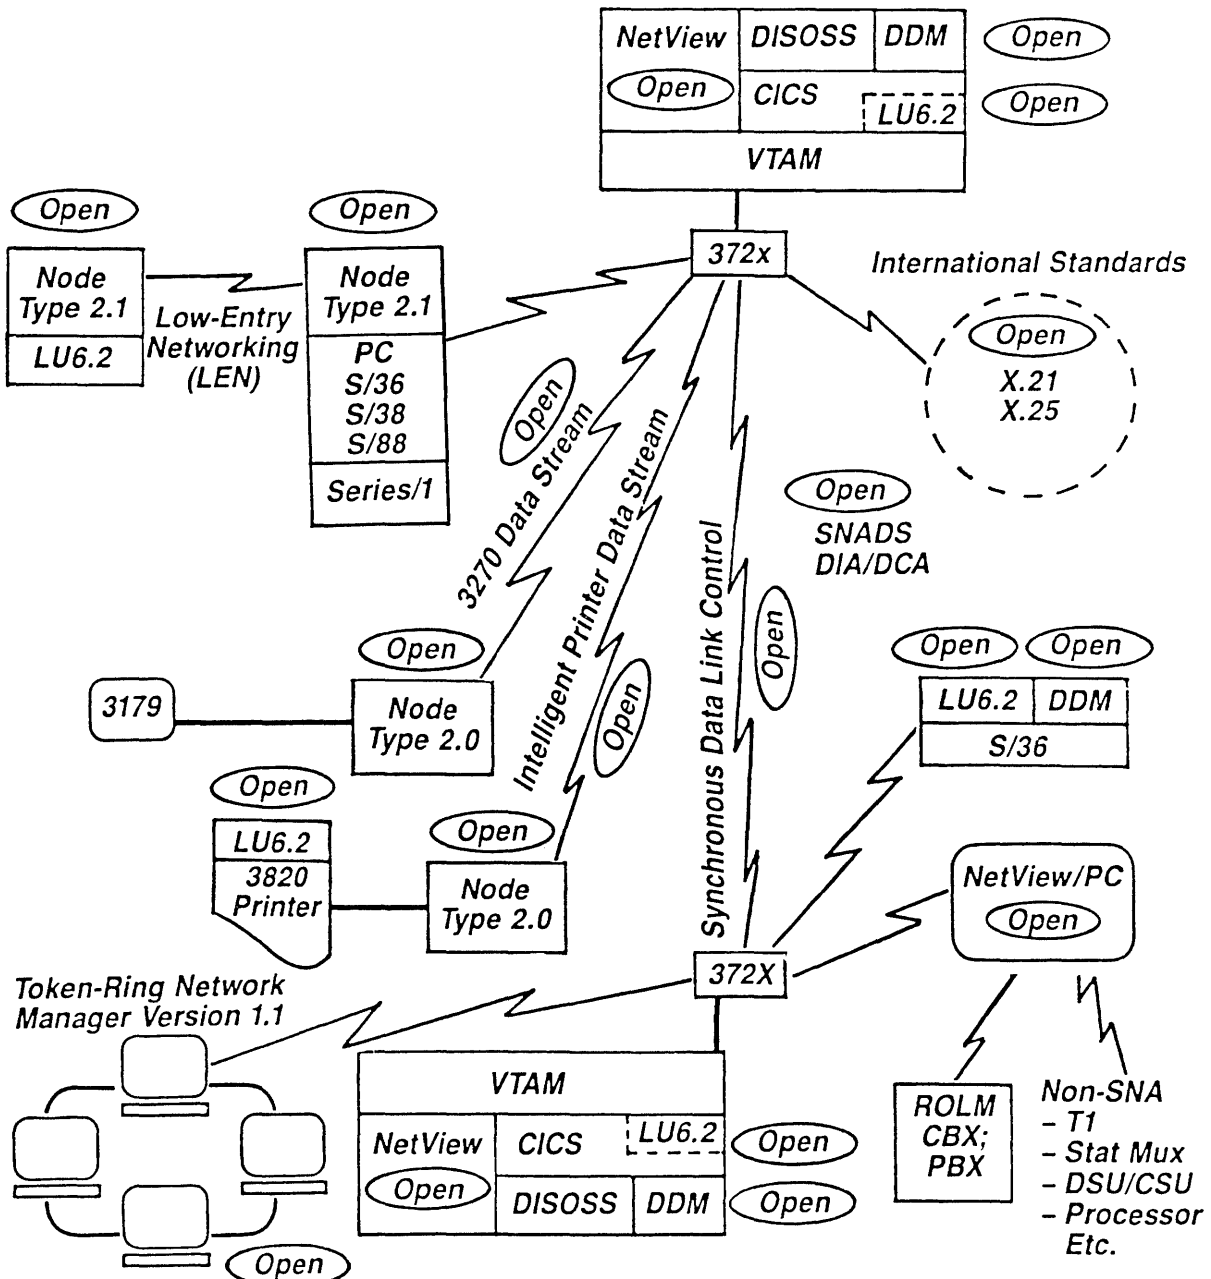 NetView
DISOSS
DDM
Open
Open
CICS
LU6.2
Open
VTAM
Open
Open
372x
International Standards
Node
Type 2.1
LU6.2
Low-Entry
Networking
(LEN)
Node
Type 2.1
PC
S/36
S/38
S/88
Series/1
Open
X.21
X.25
Open
3270 Data Stream
Intelligent Printer Data Stream
Open
Synchronous Data Link Control
Open
Open
SNADS
DIA/DCA
Open
3179
Node
Type 2.0
Open
Open
LU6.2
DDM
S/36
Open
LU6.2
3820
Printer
Open
Node
Type 2.0
NetView/PC
Open
372X
Token-Ring Network
Manager Version 1.1
Open
VTAM
NetView
Open
CICS
LU6.2
Open
DISOSS
DDM
Open
ROLM
CBX;
PBX
Non-SNA
- T1
- Stat Mux
- DSU/CSU
- Processor
Etc.